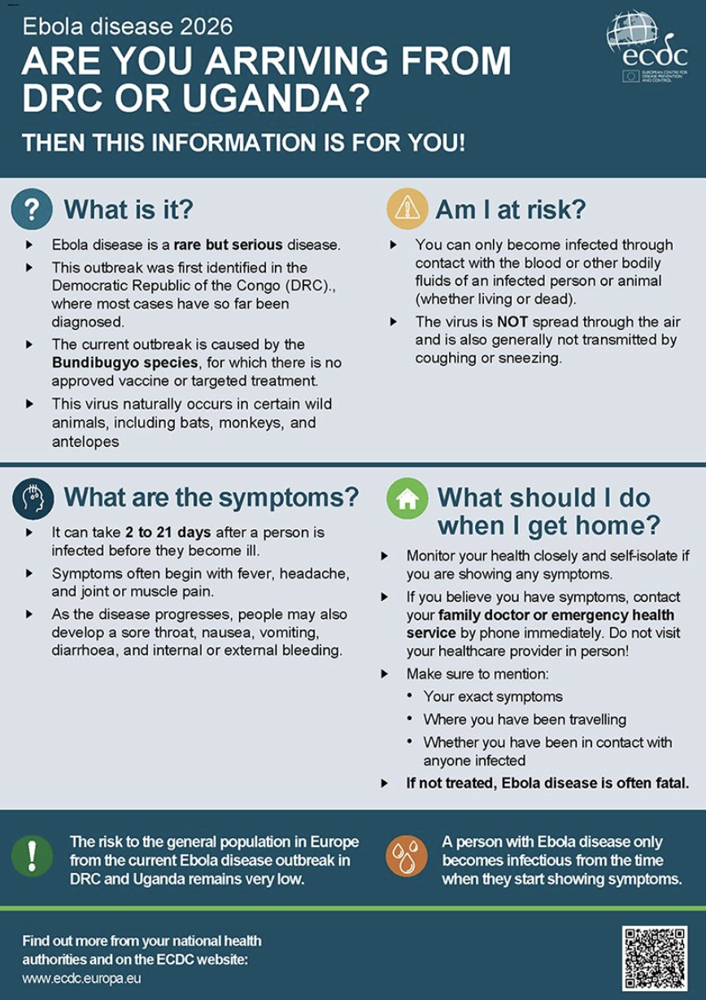 Ebola disease 2026
ARE YOU ARRIVING FROM
DRC OR UGANDA?
THEN THIS INFORMATION IS FOR YOU!
ecdc
EUROPEAN CENTRE FOR
DISEASE PREVENTION
AND CONTROL
? What is it?
Ebola disease is a rare but serious disease.
This outbreak was first identified in the
Democratic Republic of the Congo (DRC).,
where most cases have so far been
diagnosed.
The current outbreak is caused by the
Bundibugyo species, for which there is no
approved vaccine or targeted treatment.
This virus naturally occurs in certain wild
animals, including bats, monkeys, and
antelopes
Am I at risk?
You can only become infected through
contact with the blood or other bodily
fluids of an infected person or animal
(whether living or dead).
The virus is NOT spread through the air
and is also generally not transmitted by
coughing or sneezing.
What are the symptoms?
It can take 2 to 21 days after a person is
infected before they become ill.
Symptoms often begin with fever, headache,
and joint or muscle pain.
As the disease progresses, people may also
develop a sore throat, nausea, vomiting,
diarrhoea, and internal or external bleeding.
What should I do
when I get home?
Monitor your health closely and self-isolate if
you are showing any symptoms.
If you believe you have symptoms, contact
your family doctor or emergency health
service by phone immediately. Do not visit
your healthcare provider in person!
Make sure to mention:
• Your exact symptoms
• Where you have been travelling
• Whether you have been in contact with
anyone infected
If not treated, Ebola disease is often fatal.
! The risk to the general population in Europe
from the current Ebola disease outbreak in
DRC and Uganda remains very low.
A person with Ebola disease only
becomes infectious from the time
when they start showing symptoms.
Find out more from your national health
authorities and on the ECDC website:
www.ecdc.europa.eu